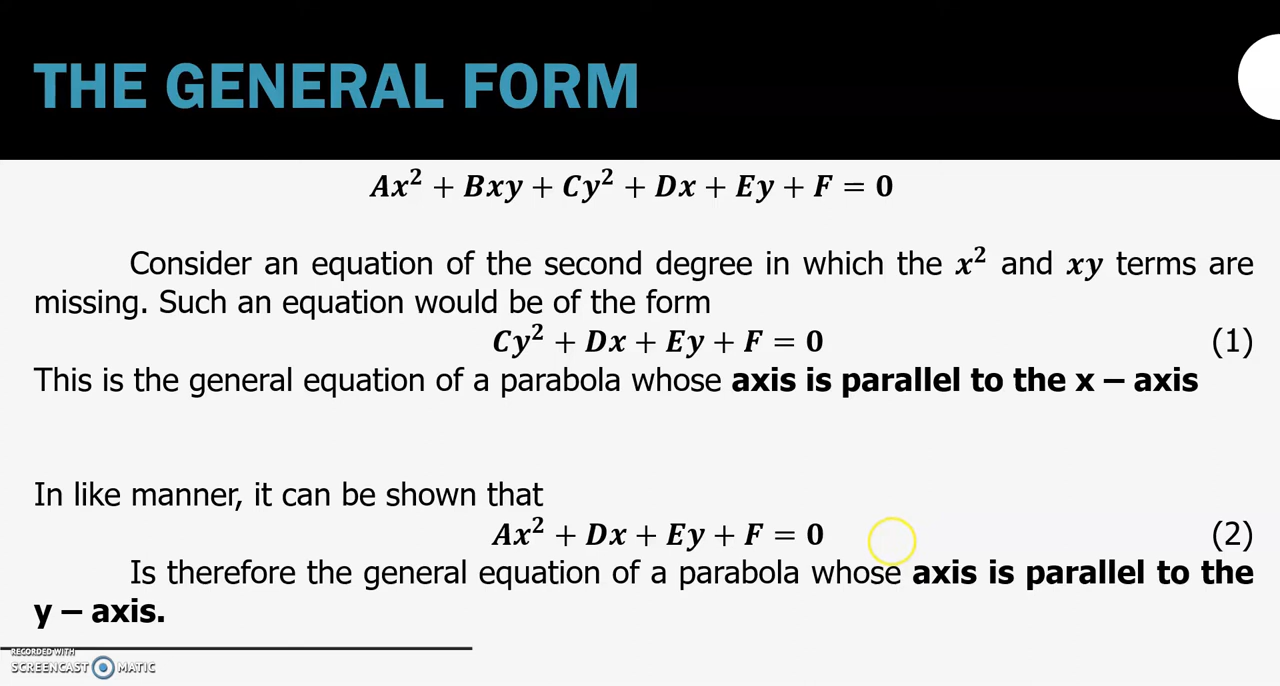 THE GENERAL FORM
Ax² + Bxy + Cy² + Dx + Ey + F = 0
Consider an equation of the second degree in which the x² and xy terms are
missing. Such an equation would be of the form
Cy² + Dx + Ey + F = 0 (1)
This is the general equation of a parabola whose axis is parallel to the x – axis
In like manner, it can be shown that
Ax² + Dx + Ey + F = 0 (2)
Is therefore the general equation of a parabola whose axis is parallel to the
y – axis.
RECORDED WITH
SCREENCAST MATIC